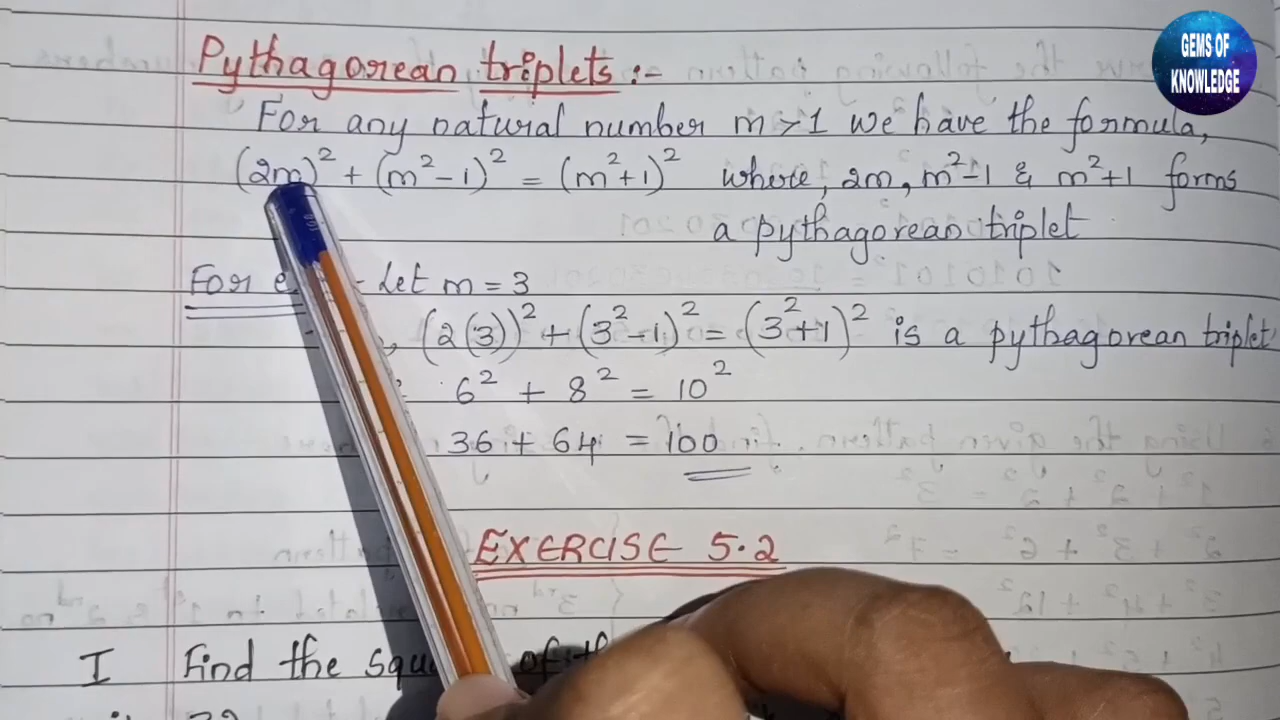 GEMS OF
KNOWLEDGE
Pythagorean triplets :-
For any natural number m > 1 we have the formula,
(2m)² + (m² - 1)² = (m² + 1)² where, 2m, m² - 1 & m² + 1 forms
a pythagorean triplet
For - Let m = 3
, (2(3))² + (3² - 1)² = (3² + 1)² is a pythagorean triplet
6² + 8² = 10²
36 + 64 = 100
EXERCISE 5.2
I Find the of